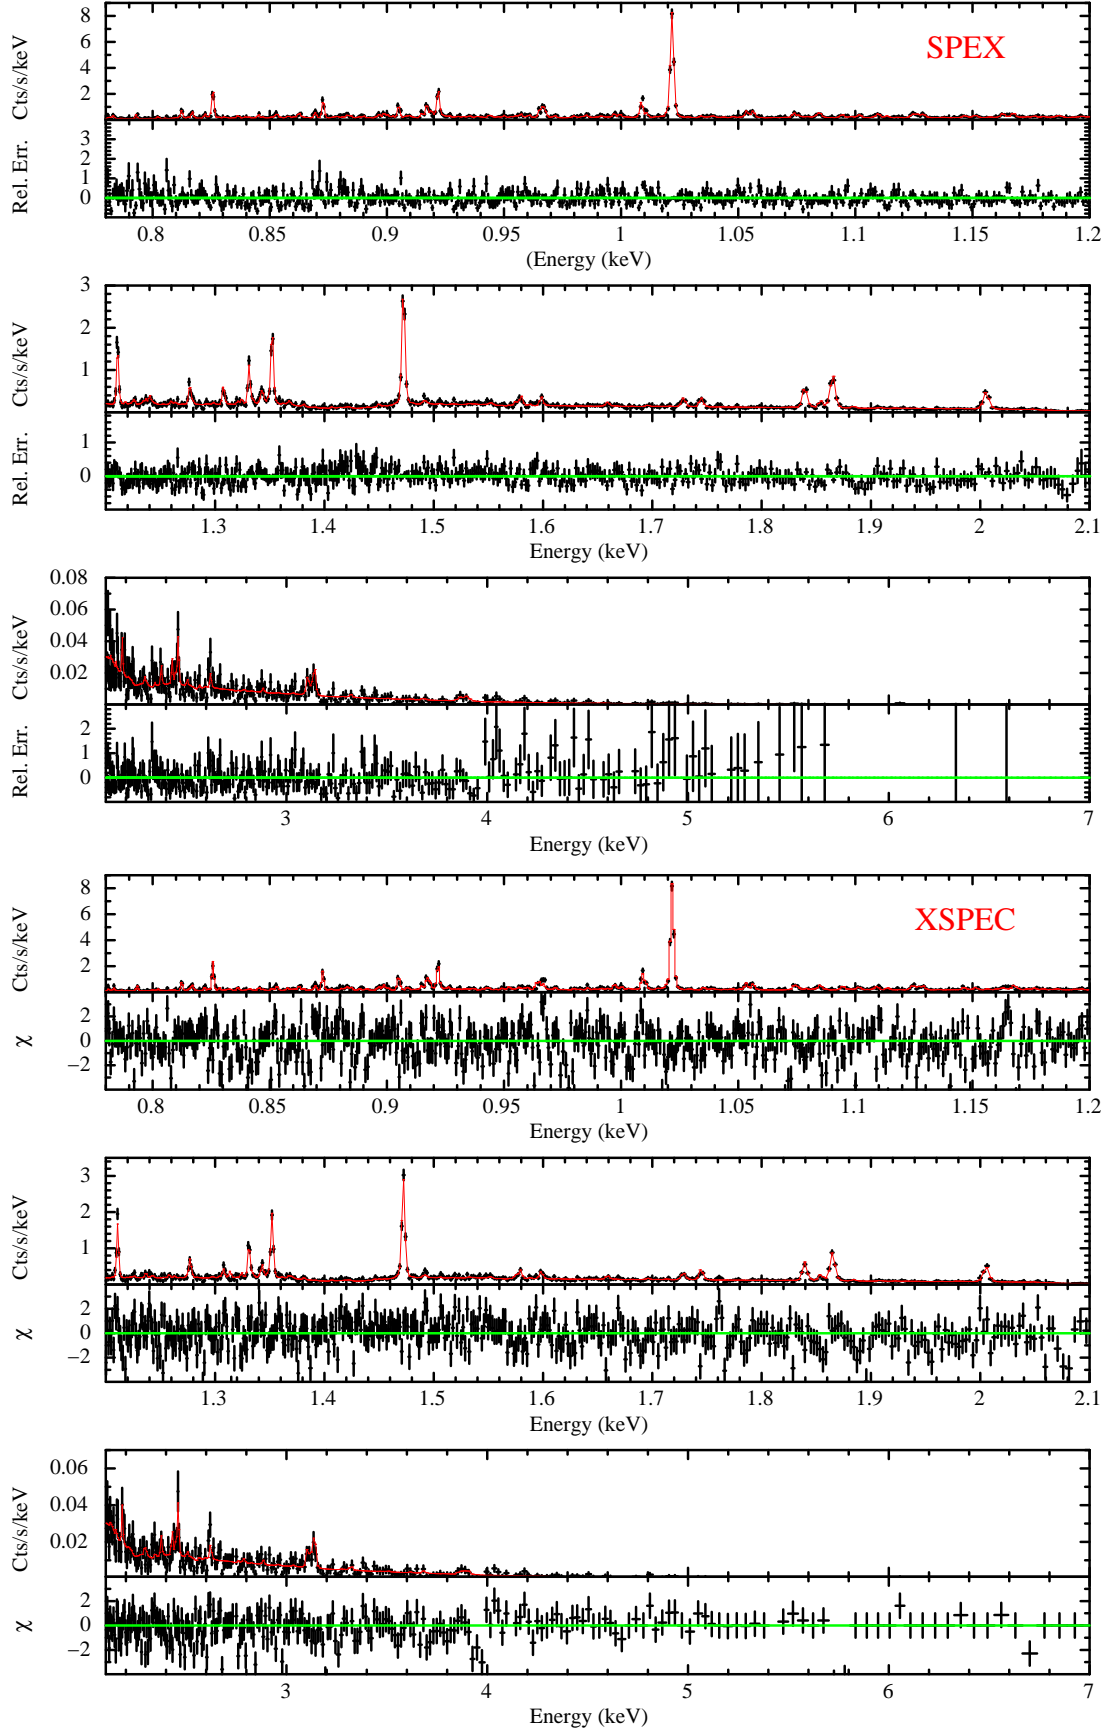 SPEX
Cts/s/keV
8
6
4
2
Rel. Err.
3
2
1
0
0.8 0.85 0.9 0.95 1 1.05 1.1 1.15 1.2
(Energy (keV)
Cts/s/keV
3
2
1
Rel. Err.
1
0
1.3 1.4 1.5 1.6 1.7 1.8 1.9 2 2.1
Energy (keV)
Cts/s/keV
0.08
0.06
0.04
0.02
Rel. Err.
2
1
0
3 4 5 6 7
Energy (keV)
XSPEC
Cts/s/keV
8
6
4
2
χ
2
0
−2
0.8 0.85 0.9 0.95 1 1.05 1.1 1.15 1.2
Energy (keV)
Cts/s/keV
3
2
1
χ
2
0
−2
1.3 1.4 1.5 1.6 1.7 1.8 1.9 2 2.1
Energy (keV)
Cts/s/keV
0.06
0.04
0.02
χ
2
0
−2
3 4 5 6 7
Energy (keV)